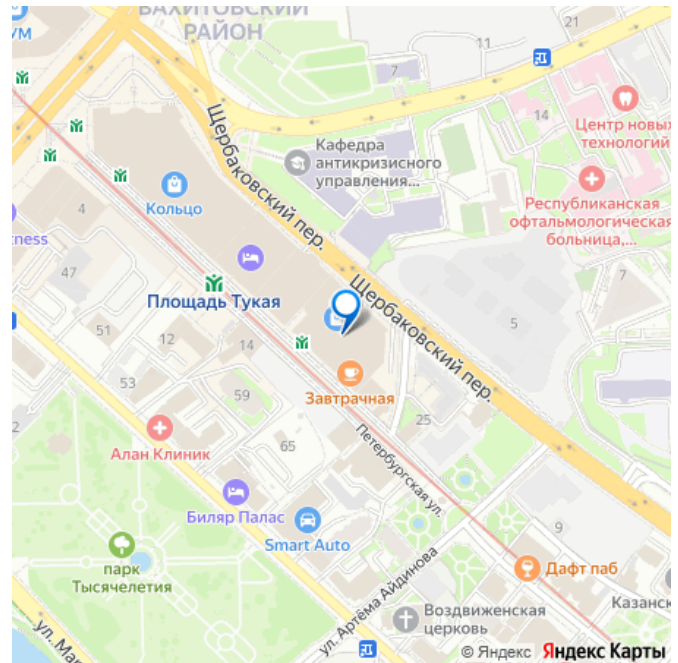 ВАХИТОВСКИЙ
РАЙОН
УМ
21
11
7
14
Центр новых
технологий
Щербаковский пер.
Кафедра
антикризисного
управления...
Республиканская
офтальмологическая
больница,...
Кольцо
4
ness
47
Площадь Тукая
Щербаковский пер.
7
5
51
12
14
53
59
Завтрачная
25
2
Алан Клиник
65
Петербургская ул.
Биляр Палас
Smart Auto
9
парк
Тысячелетия
Дафт паб
ул. Артёма Айдинова
Воздвиженская
церковь
Казанск
ул. Мар
© Яндекс Яндекс Карты